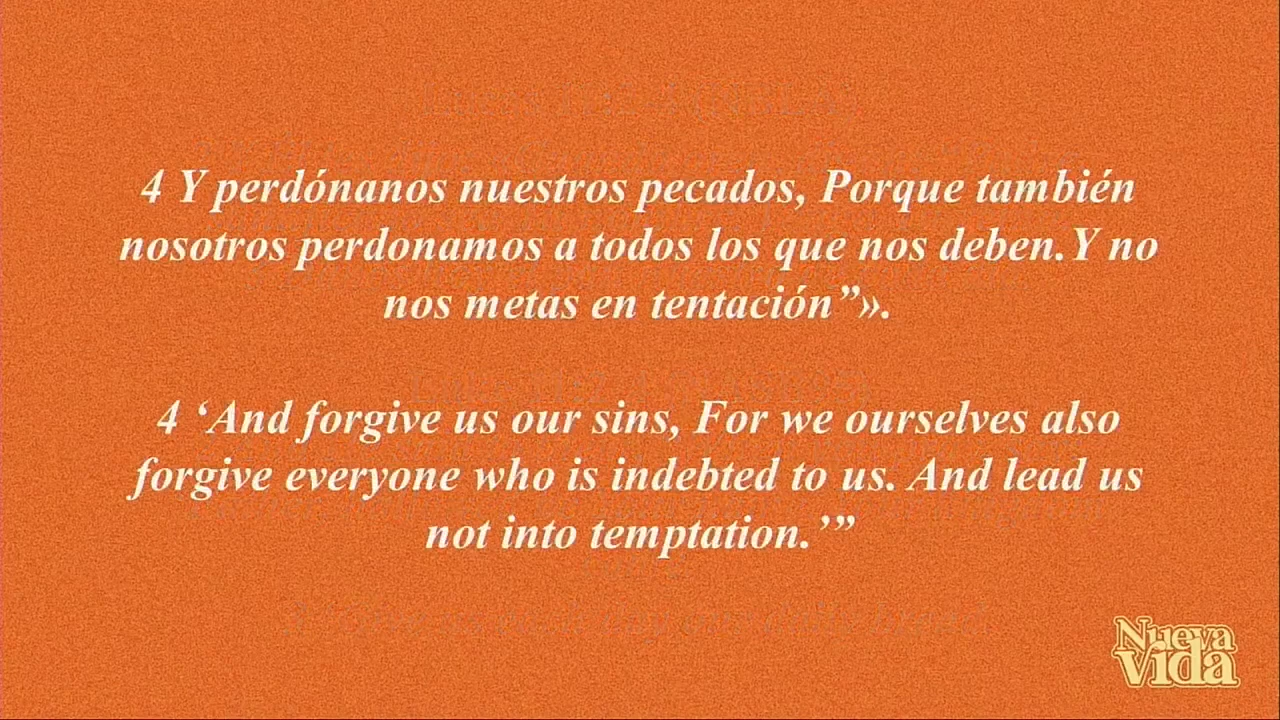 4 Y perdónanos nuestros pecados, Porque también
nosotros perdonamos a todos los que nos deben. Y no
nos metas en tentación”».
4 ‘And forgive us our sins, For we ourselves also
forgive everyone who is indebted to us. And lead us
not into temptation.’”
Nueva
Vida